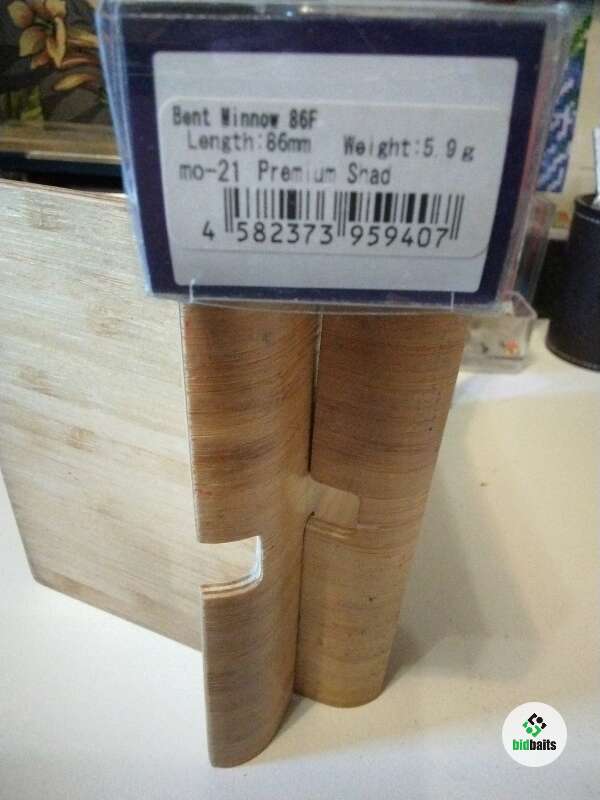 Bent Minnow 86F
Length:86mm Weight:5.9g
mo-21 Premium Shad
4 582373 959407
bidbaits